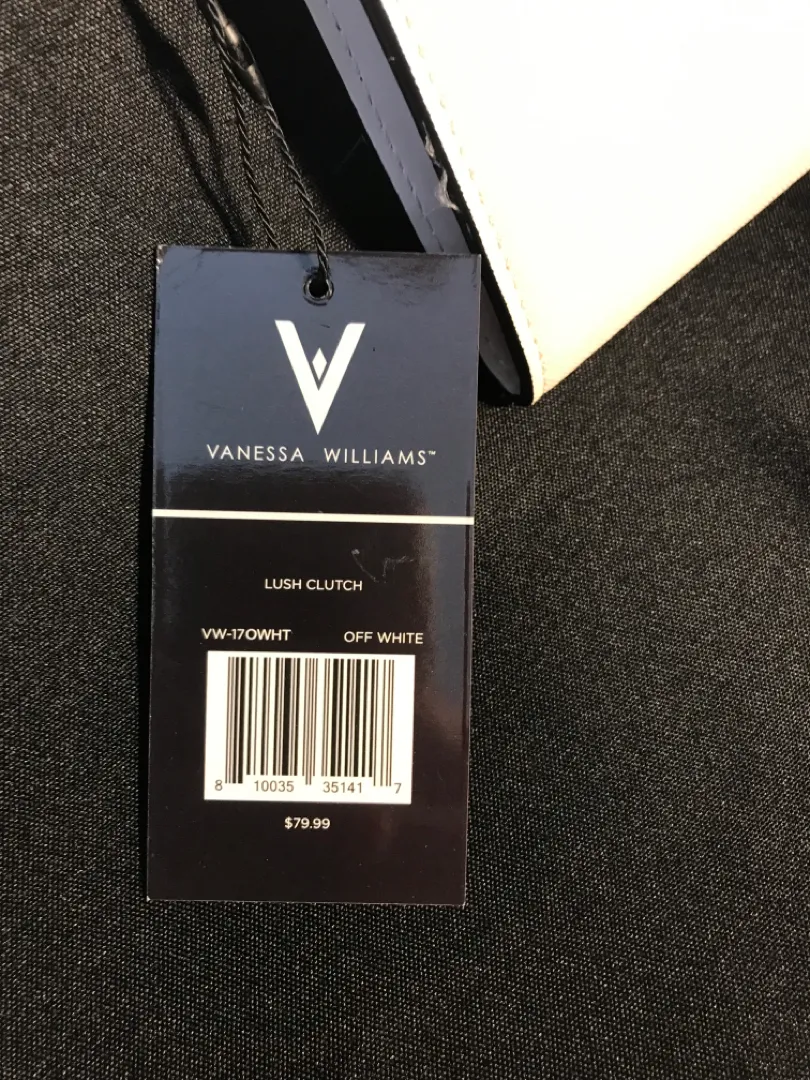 V
VANESSA WILLIAMS™
LUSH CLUTCH
VW-17OWHT OFF WHITE
8 10035 35141 7
$79.99